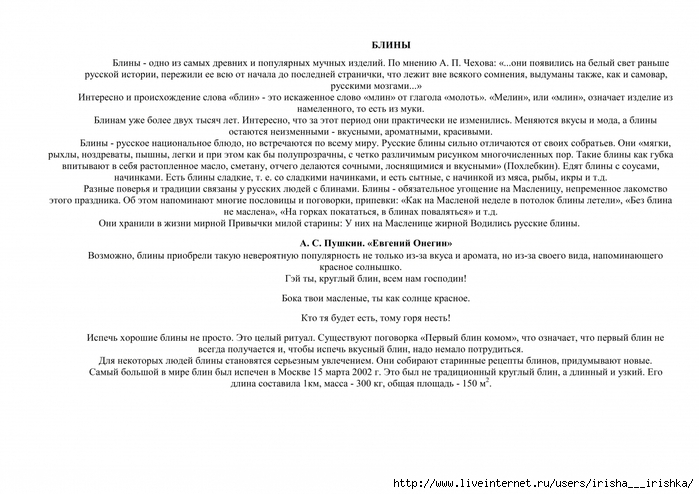 БЛИНЫ
Блины - одно из самых древних и популярных мучных изделий. По мнению А. П. Чехова: «...они появились на белый свет раньше
русской истории, пережили ее всю от начала до последней странички, что лежит вне всякого сомнения, выдуманы также, как и самовар,
русскими мозгами...»
Интересно и происхождение слова «блин» - это искаженное слово «млин» от глагола «молоть». «Мелин», или «млин», означает изделие из
намеленного, то есть из муки.
Блинам уже более двух тысяч лет. Интересно, что за этот период они практически не изменились. Меняются вкусы и мода, а блины
остаются неизменными - вкусными, ароматными, красивыми.
Блины - русское национальное блюдо, но встречаются по всему миру. Русские блины сильно отличаются от своих собратьев. Они «мягки,
рыхлы, ноздреваты, пышны, легки и при этом как бы полупрозрачны, с четко различимым рисунком многочисленных пор. Такие блины как губка
впитывают в себя растопленное масло, сметану, отчего делаются сочными, лоснящимися и вкусными» (Похлебкин). Едят блины с соусами,
начинками. Есть блины сладкие, т. е. со сладкими начинками, и есть сытные, с начинкой из мяса, рыбы, икры и т.д.
Разные поверья и традиции связаны у русских людей с блинами. Блины - обязательное угощение на Масленицу, непременное лакомство
этого праздника. Об этом напоминают многие пословицы и поговорки, припевки: «Как на Масленой неделе в потолок блины летели», «Без блина
не маслена», «На горках покататься, в блинах поваляться» и т.д.
Они хранили в жизни мирной Привычки милой старины: У них на Масленице жирной Водились русские блины.
А. С. Пушкин. «Евгений Онегин»
Возможно, блины приобрели такую невероятную популярность не только из-за вкуса и аромата, но из-за своего вида, напоминающего
красное солнышко.
Гэй ты, круглый блин, всем нам господин!
Бока твои масленые, ты как солнце красное.
Кто тя будет есть, тому горя несть!
Испечь хорошие блины не просто. Это целый ритуал. Существуют поговорка «Первый блин комом», что означает, что первый блин не
всегда получается и, чтобы испечь вкусный блин, надо немало потрудиться.
Для некоторых людей блины становятся серьезным увлечением. Они собирают старинные рецепты блинов, придумывают новые.
Самый большой в мире блин был испечен в Москве 15 марта 2002 г. Это был не традиционный круглый блин, а длинный и узкий. Его
длина составила 1км, масса - 300 кг, общая площадь - 150 м².
http://www.liveinternet.ru/users/irisha___irishka/